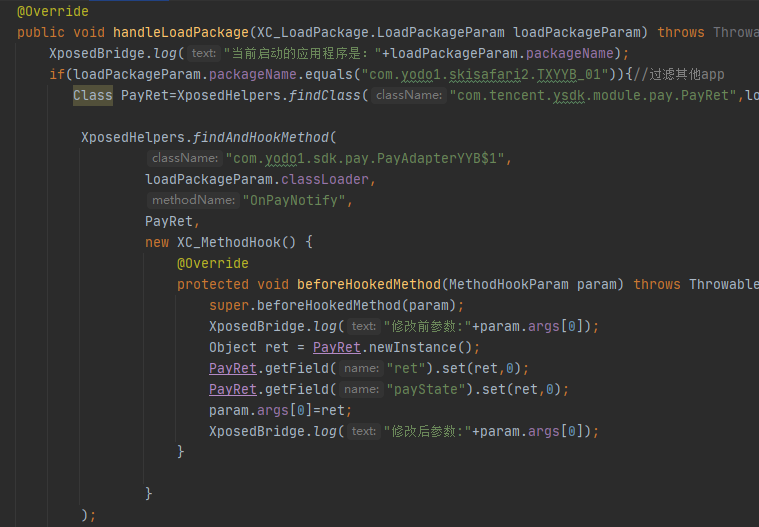 @Override
public void handleLoadPackage(XC_LoadPackage.LoadPackageParam loadPackageParam) throws Throwa
XposedBridge.log( text: "当前启动的应用程序是: "+loadPackageParam.packageName);
if(loadPackageParam.packageName.equals("com.yodo1.skisafari2.TXYYB_01")){//过滤其他app
Class PayRet=XposedHelpers.findClass( className: "com.tencent.ysdk.module.pay.PayRet",lo
XposedHelpers.findAndHookMethod(
className: "com.yodo1.sdk.pay.PayAdapterYYB$1",
loadPackageParam.classLoader,
methodName: "OnPayNotify",
PayRet,
new XC_MethodHook() {
@Override
protected void beforeHookedMethod(MethodHookParam param) throws Throwable
super.beforeHookedMethod(param);
XposedBridge.log( text: "修改前参数:"+param.args[0]);
Object ret = PayRet.newInstance();
PayRet.getField( name: "ret").set(ret,0);
PayRet.getField( name: "payState").set(ret,0);
param.args[0]=ret;
XposedBridge.log( text: "修改后参数:"+param.args[0]);
}
}
);